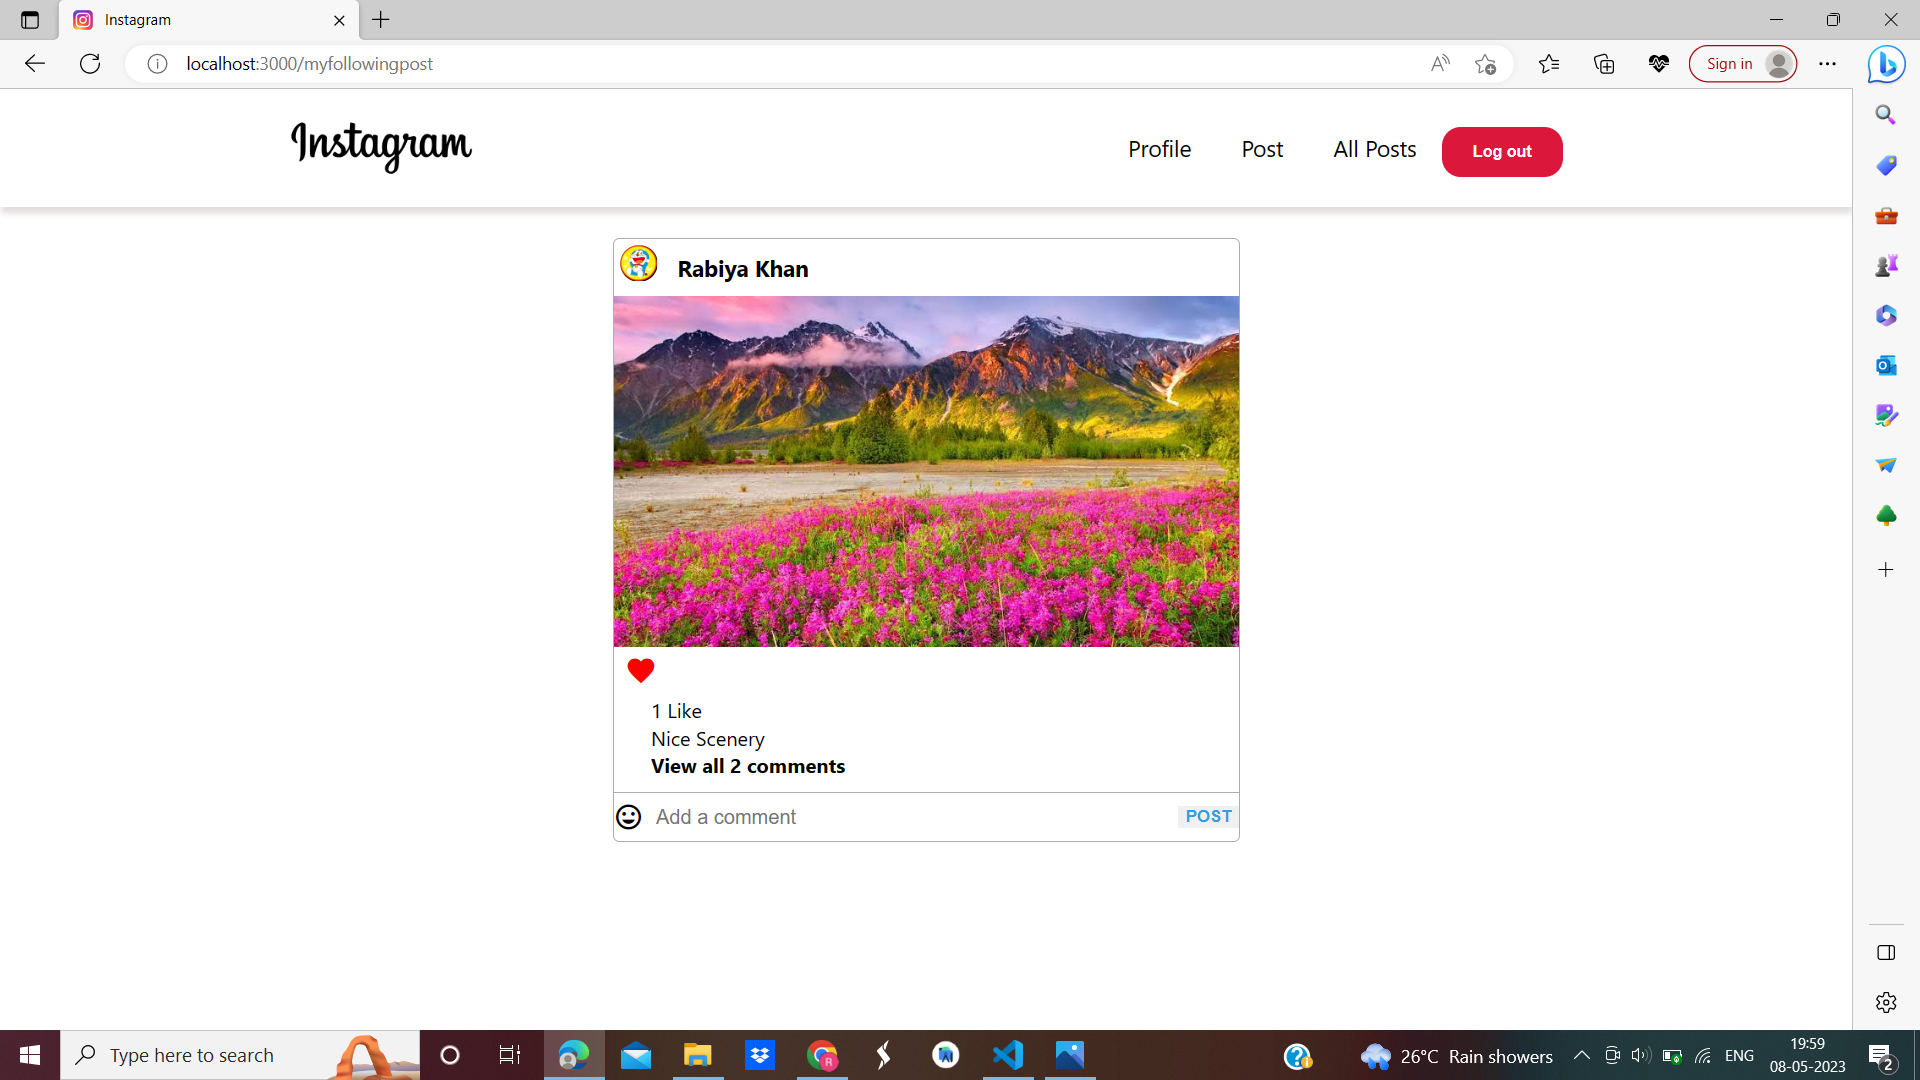 Instagram
localhost:3000/myfollowingpost
Sign in
Instagram
Profile
Post
All Posts
Log out
Rabiya Khan
1 Like
Nice Scenery
View all 2 comments
Add a comment
POST
Type here to search
26°C Rain showers
ENG
19:59
08-05-2023
2